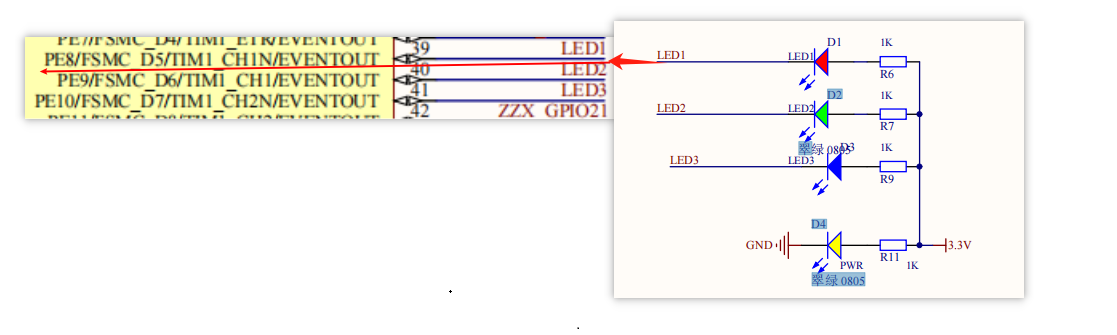 PE7/FSMC_D4/TIM1_ETR/EVENTOUT
39
LED1
PE8/FSMC_D5/TIM1_CH1N/EVENTOUT
40
LED2
PE9/FSMC_D6/TIM1_CH1/EVENTOUT
41
LED3
PE10/FSMC_D7/TIM1_CH2N/EVENTOUT
42
ZZX_GPIO21
PE11/FSMC_D8/TIM1_CH2/EVENTOUT
D1
1K
LED1
LED1
R6
D2
1K
LED2
LED2
R7
翠绿 0805
D3
1K
LED3
LED3
R9
D4
GND
3.3V
R11
PWR
1K
翠绿 0805